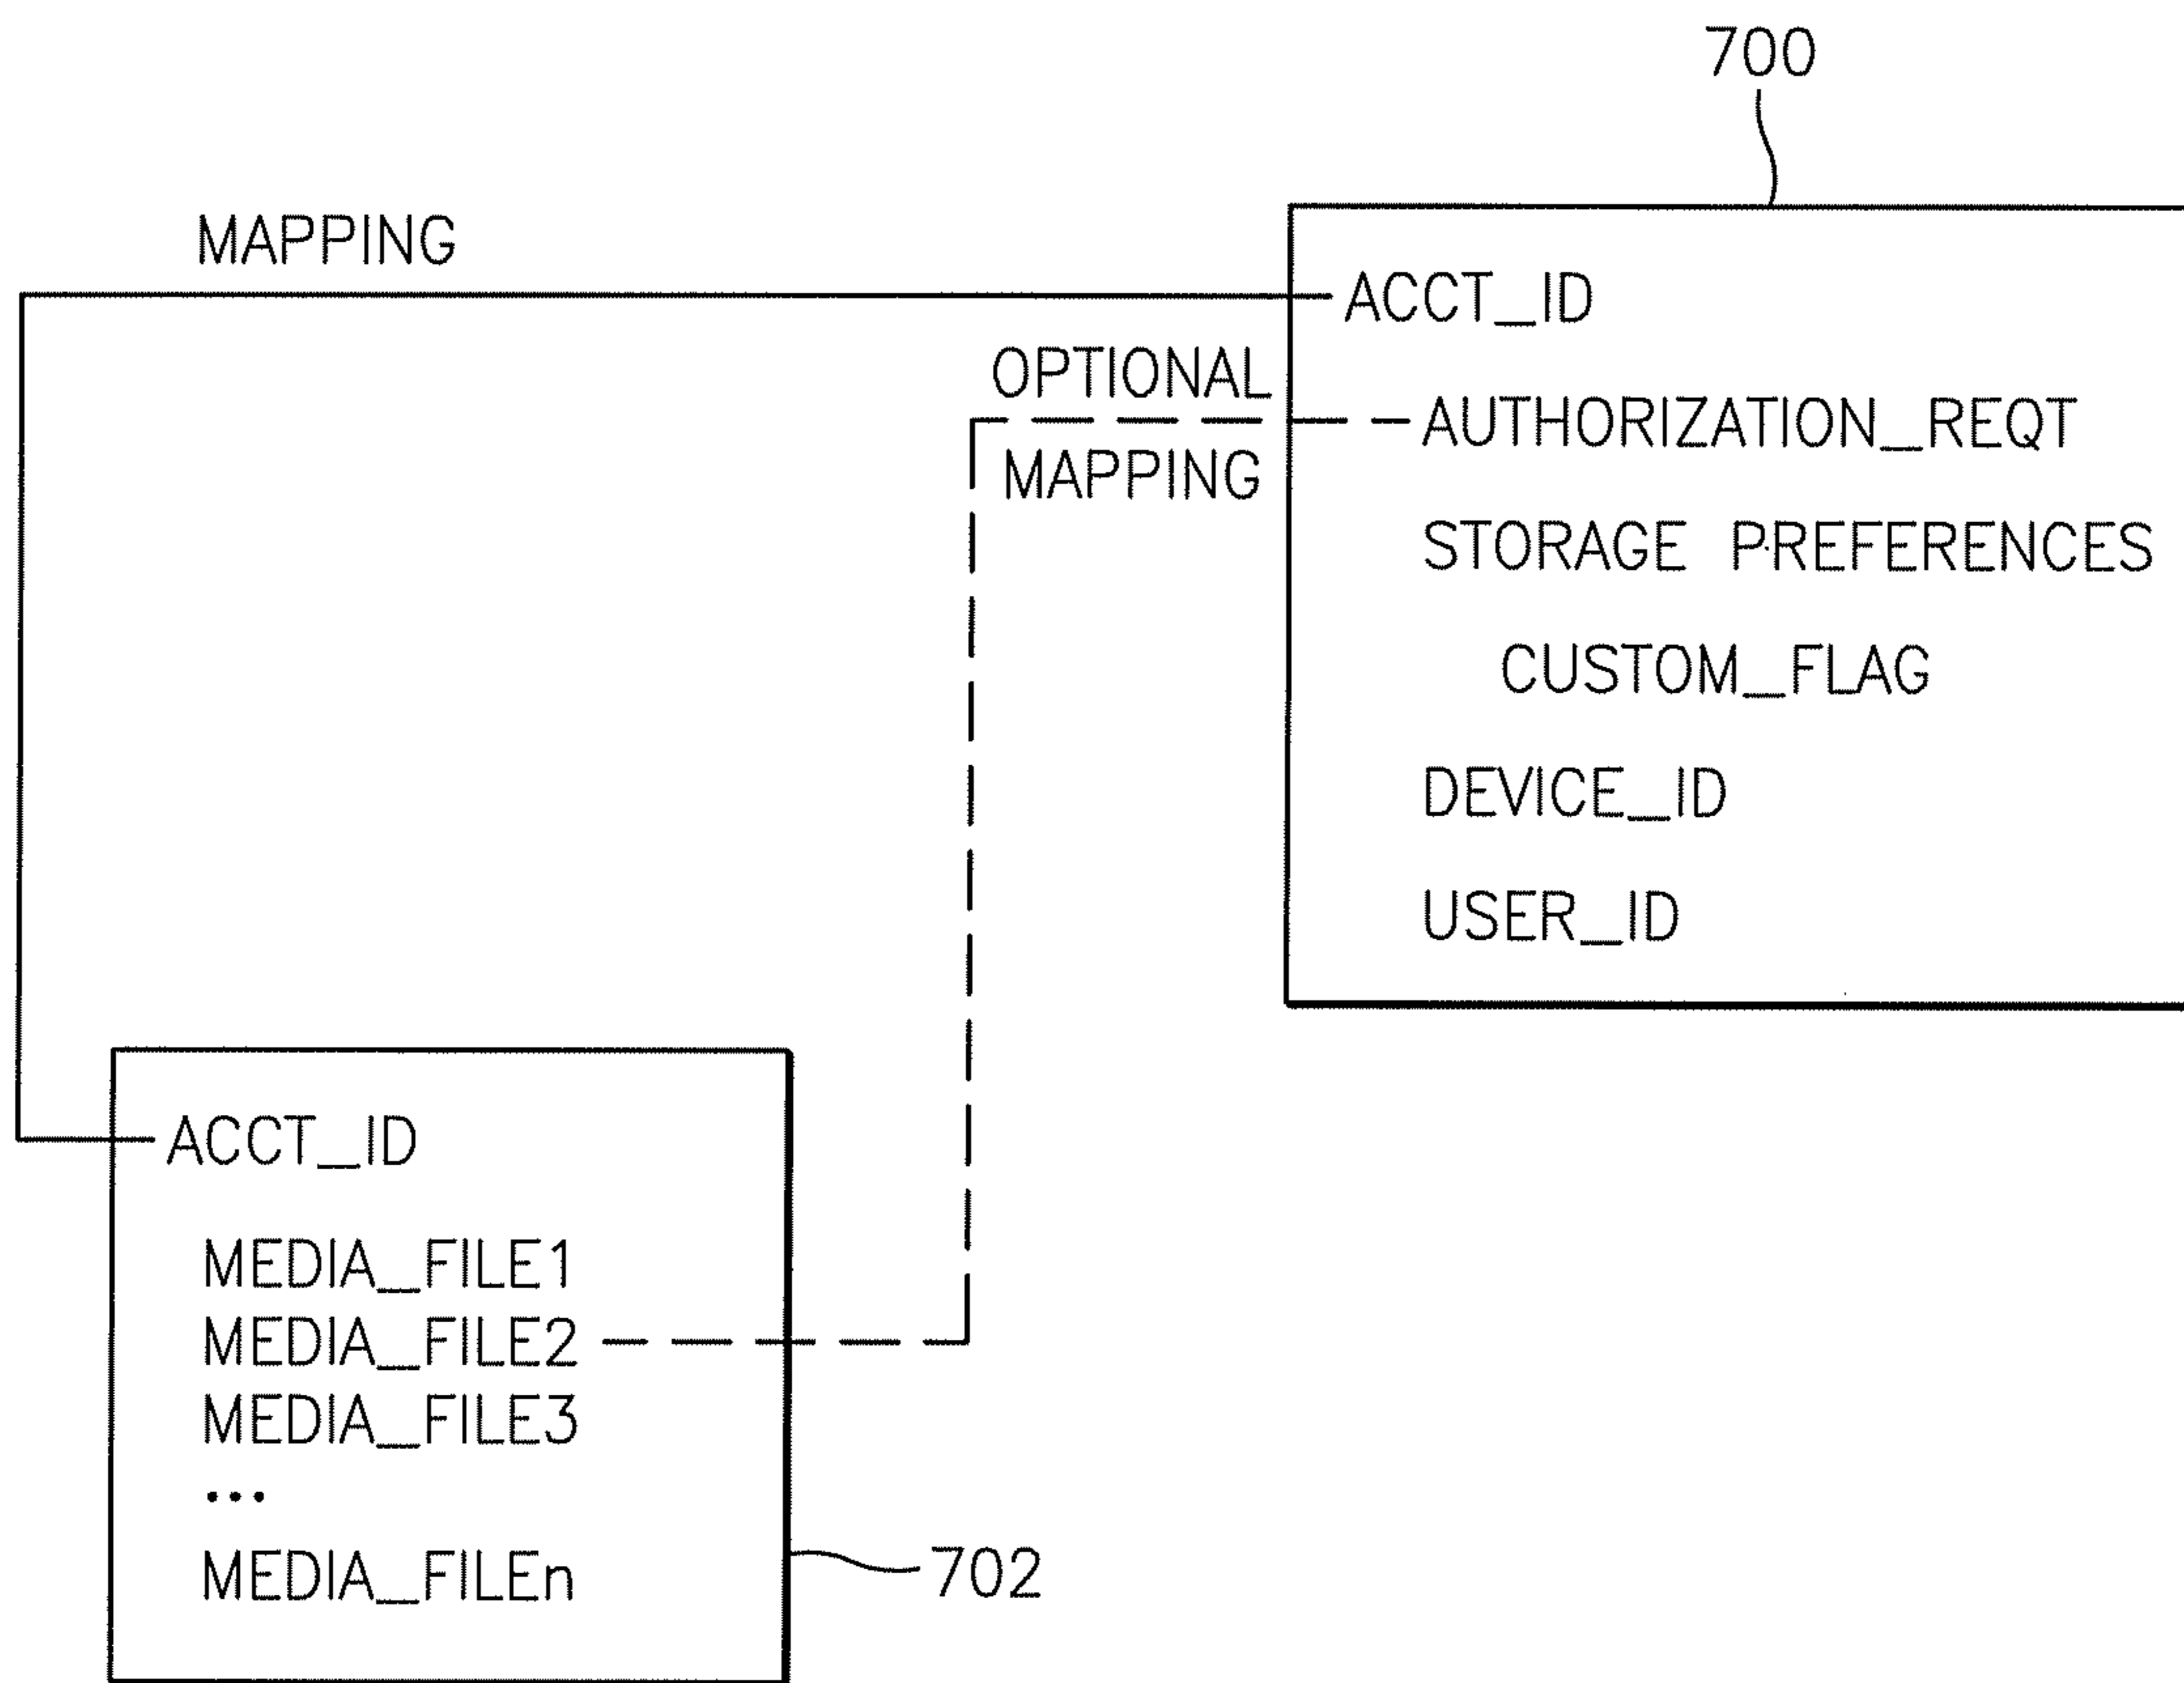 700
MAPPING
ACCT_ID
OPTIONAL
MAPPING
AUTHORIZATION_REQT
STORAGE PREFERENCES
CUSTOM_FLAG
DEVICE_ID
USER_ID
ACCT_ID
MEDIA_FILE1
MEDIA_FILE2
MEDIA_FILE3
...
MEDIA_FILEn
702